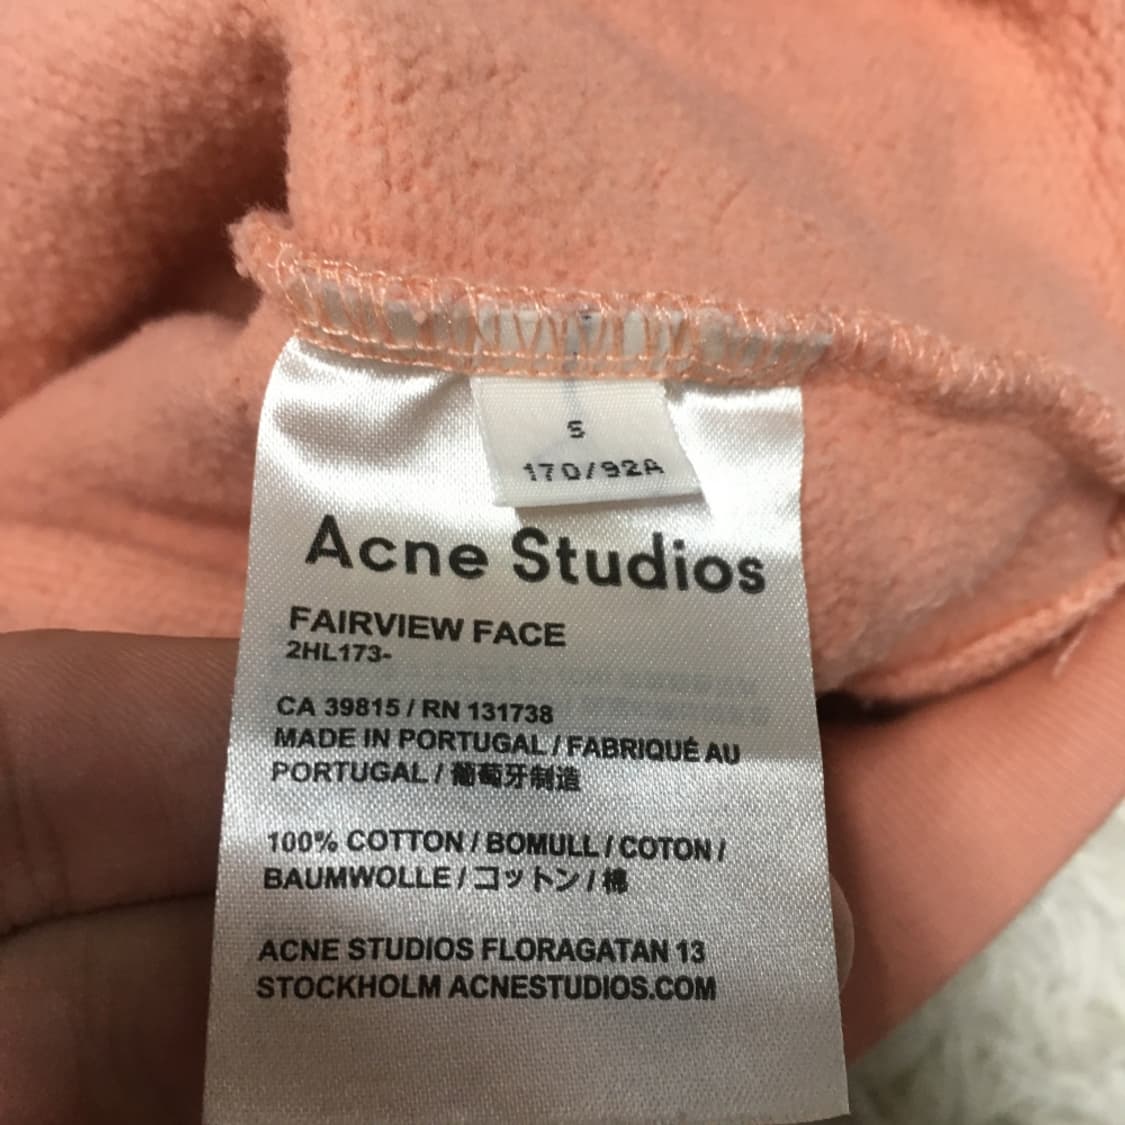 S
170/92A
Acne Studios
FAIRVIEW FACE
2HL173-
CA 39815 / RN 131738
MADE IN PORTUGAL / FABRIQUÉ AU
PORTUGAL / 葡萄牙制造
100% COTTON / BOMULL / COTON /
BAUMWOLLE / コットン / 棉
ACNE STUDIOS FLORAGATAN 13
STOCKHOLM ACNESTUDIOS.COM